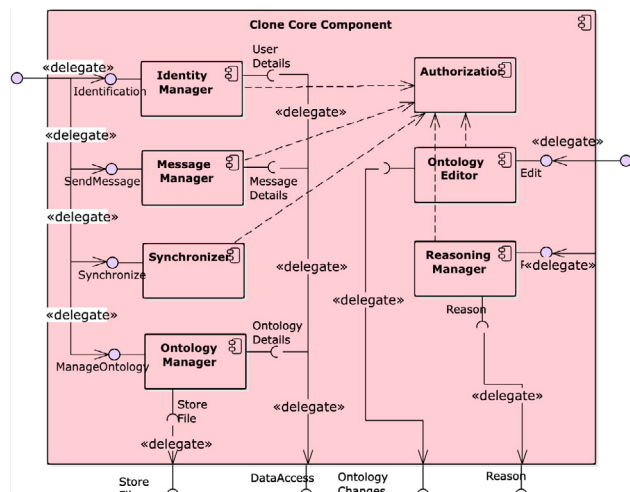 Clone Core Component
«delegate»
User
Details
Identity
Manager
Authorization
Identification
«delegate»
«delegate»
«delegate»
Message
Manager
Ontology
Editor
SendMessage
Message
Details
Edit
«delegate»
Synchronizer
Reasoning
Manager
Synchronize
«delegate»
«delegate»
«delegate»
Reason
«delegate»
Ontology
Details
Ontology
Manager
ManageOntology
Store
File
«delegate»
«delegate»
«delegate»
Store
DataAccess
Ontology
Changes
Reason